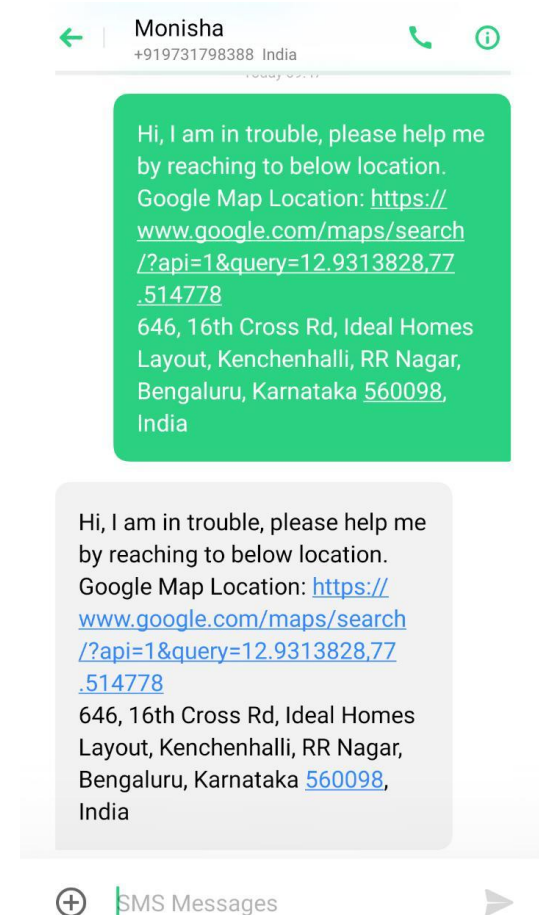 Monisha
+919731798388 India
Today 09:47
Hi, I am in trouble, please help me
by reaching to below location.
Google Map Location: https://
www.google.com/maps/search
/?api=1&query=12.9313828,77
.514778
646, 16th Cross Rd, Ideal Homes
Layout, Kenchenhalli, RR Nagar,
Bengaluru, Karnataka 560098,
India
Hi, I am in trouble, please help me
by reaching to below location.
Google Map Location: https://
www.google.com/maps/search
/?api=1&query=12.9313828,77
.514778
646, 16th Cross Rd, Ideal Homes
Layout, Kenchenhalli, RR Nagar,
Bengaluru, Karnataka 560098,
India
SMS Messages